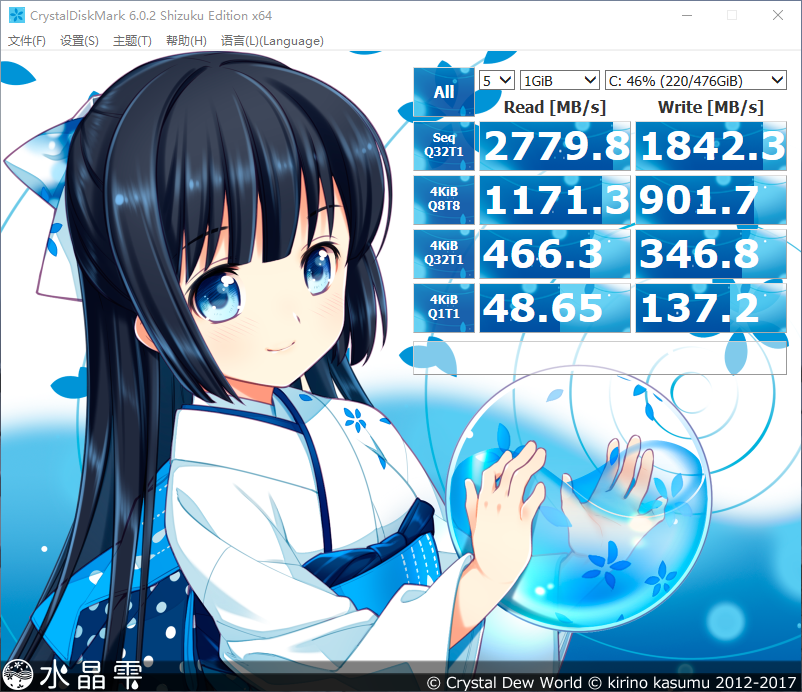 CrystalDiskMark 6.0.2 Shizuku Edition x64
文件(F) 设置(S) 主题(T) 帮助(H) 语言(L)(Language)
All 5 1GiB C: 46% (220/476GiB)
Read [MB/s] Write [MB/s]
Seq
Q32T1 2779.8 1842.3
4KiB
Q8T8 1171.3 901.7
4KiB
Q32T1 466.3 346.8
4KiB
Q1T1 48.65 137.2
水晶雫
© Crystal Dew World © kirino kasumu 2012-2017